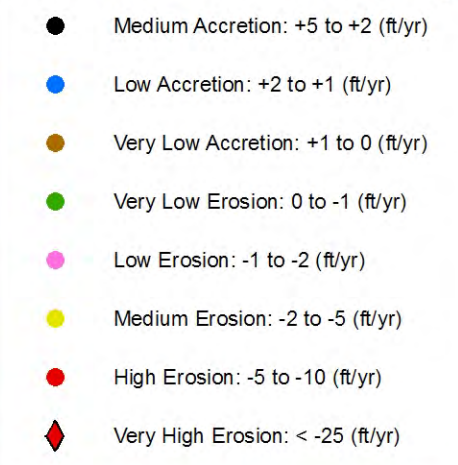 Medium Accretion: +5 to +2 (ft/yr)
Low Accretion: +2 to +1 (ft/yr)
Very Low Accretion: +1 to 0 (ft/yr)
Very Low Erosion: 0 to -1 (ft/yr)
Low Erosion: -1 to -2 (ft/yr)
Medium Erosion: -2 to -5 (ft/yr)
High Erosion: -5 to -10 (ft/yr)
Very High Erosion: < -25 (ft/yr)